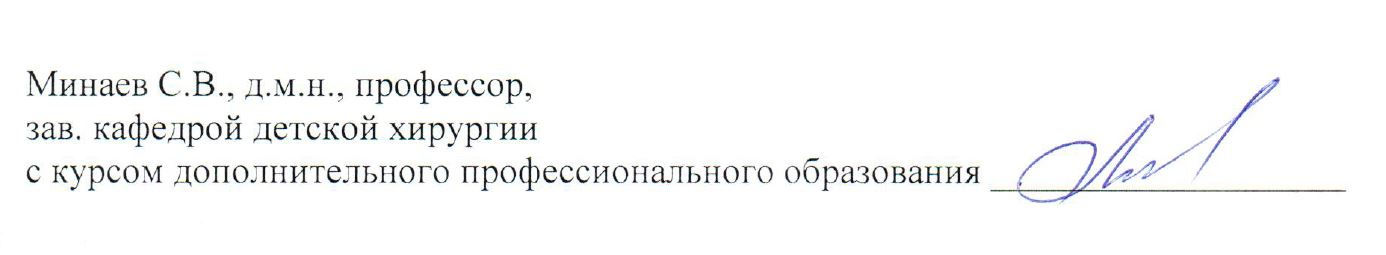 Минаев С.В., д.м.н., профессор,
зав. кафедрой детской хирургии
с курсом дополнительного профессионального образования